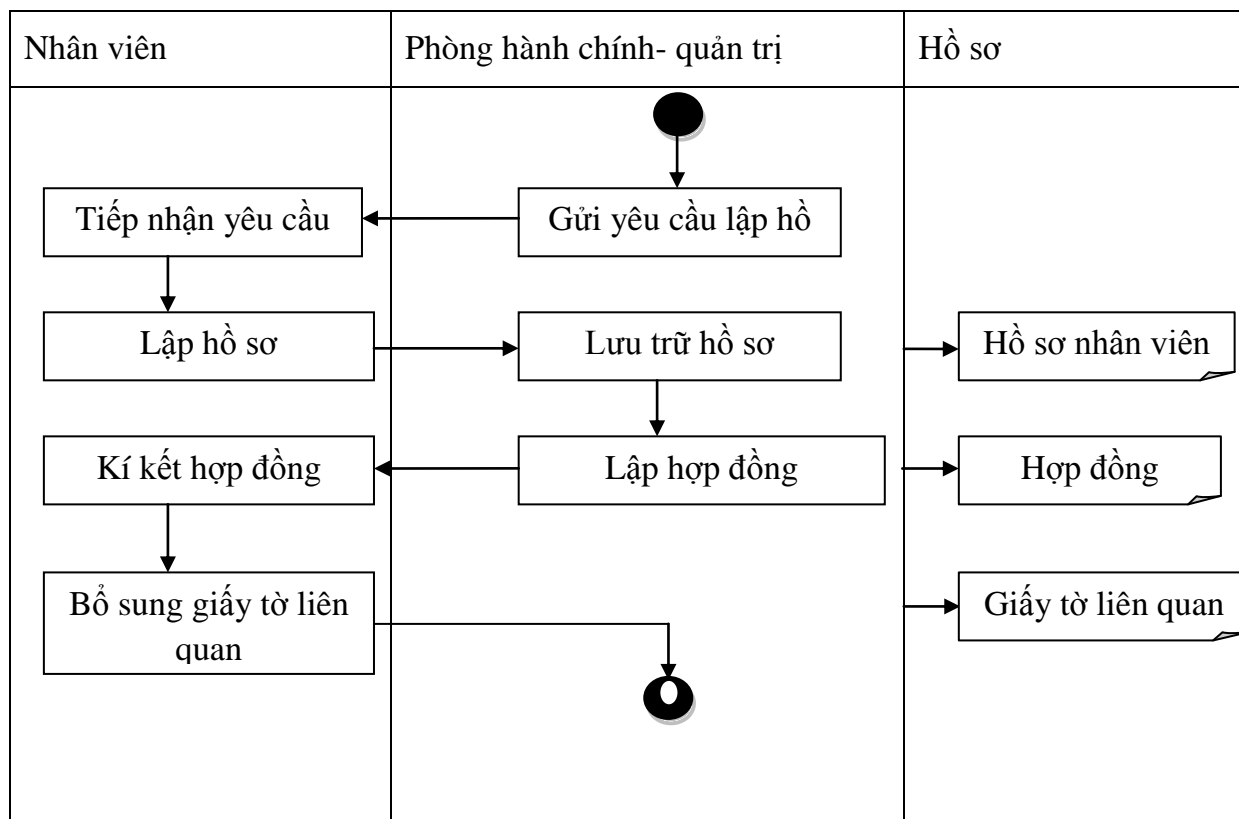 Nhân viên
Phòng hành chính- quản trị
Hồ sơ
Tiếp nhận yêu cầu
Gửi yêu cầu lập hồ
Lập hồ sơ
Lưu trữ hồ sơ
Hồ sơ nhân viên
Kí kết hợp đồng
Lập hợp đồng
Hợp đồng
Bổ sung giấy tờ liên
quan
Giấy tờ liên quan